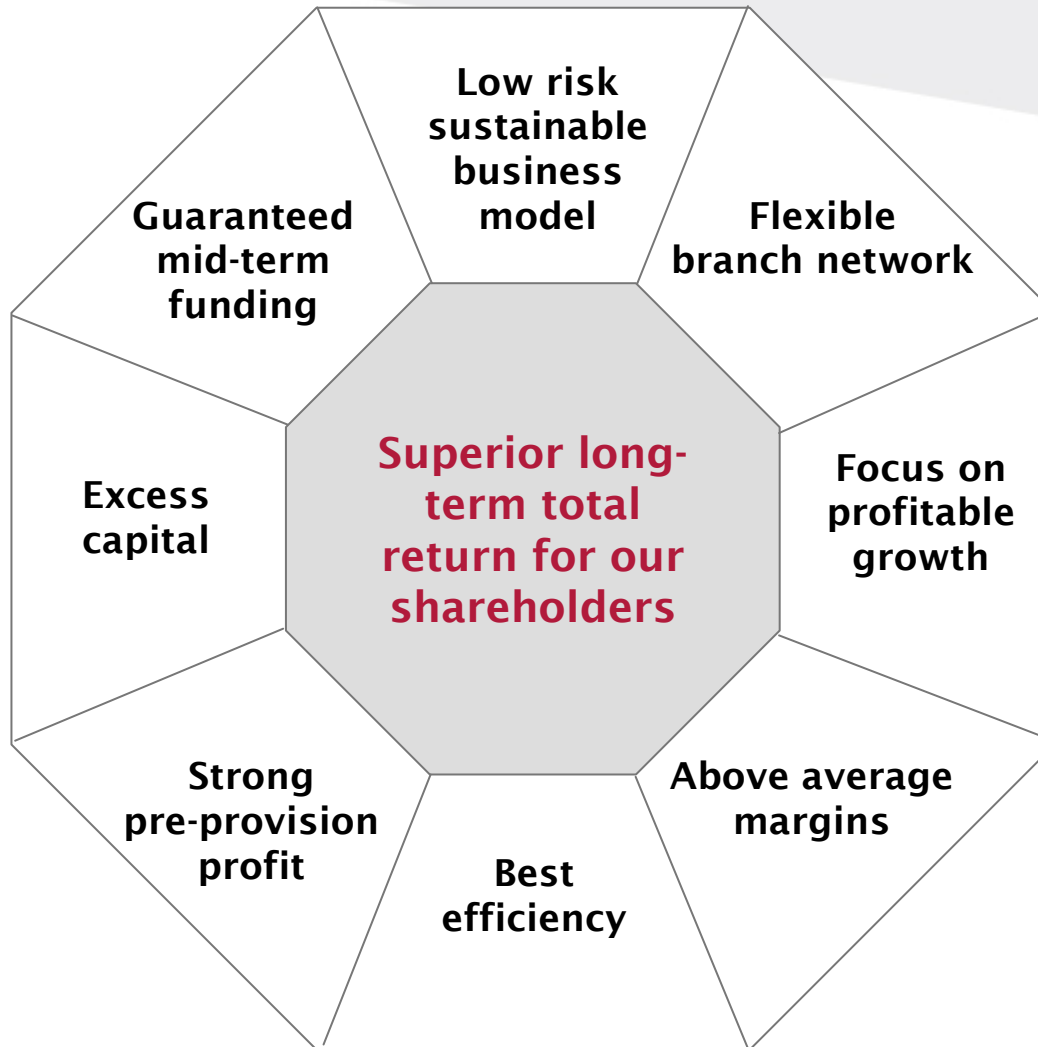 Low risk
sustainable
business
model
Flexible
branch network
Focus on
profitable
growth
Above average
margins
Best
efficiency
Strong
pre-provision
profit
Excess
capital
Guaranteed
mid-term
funding
Superior long-
term total
return for our
shareholders